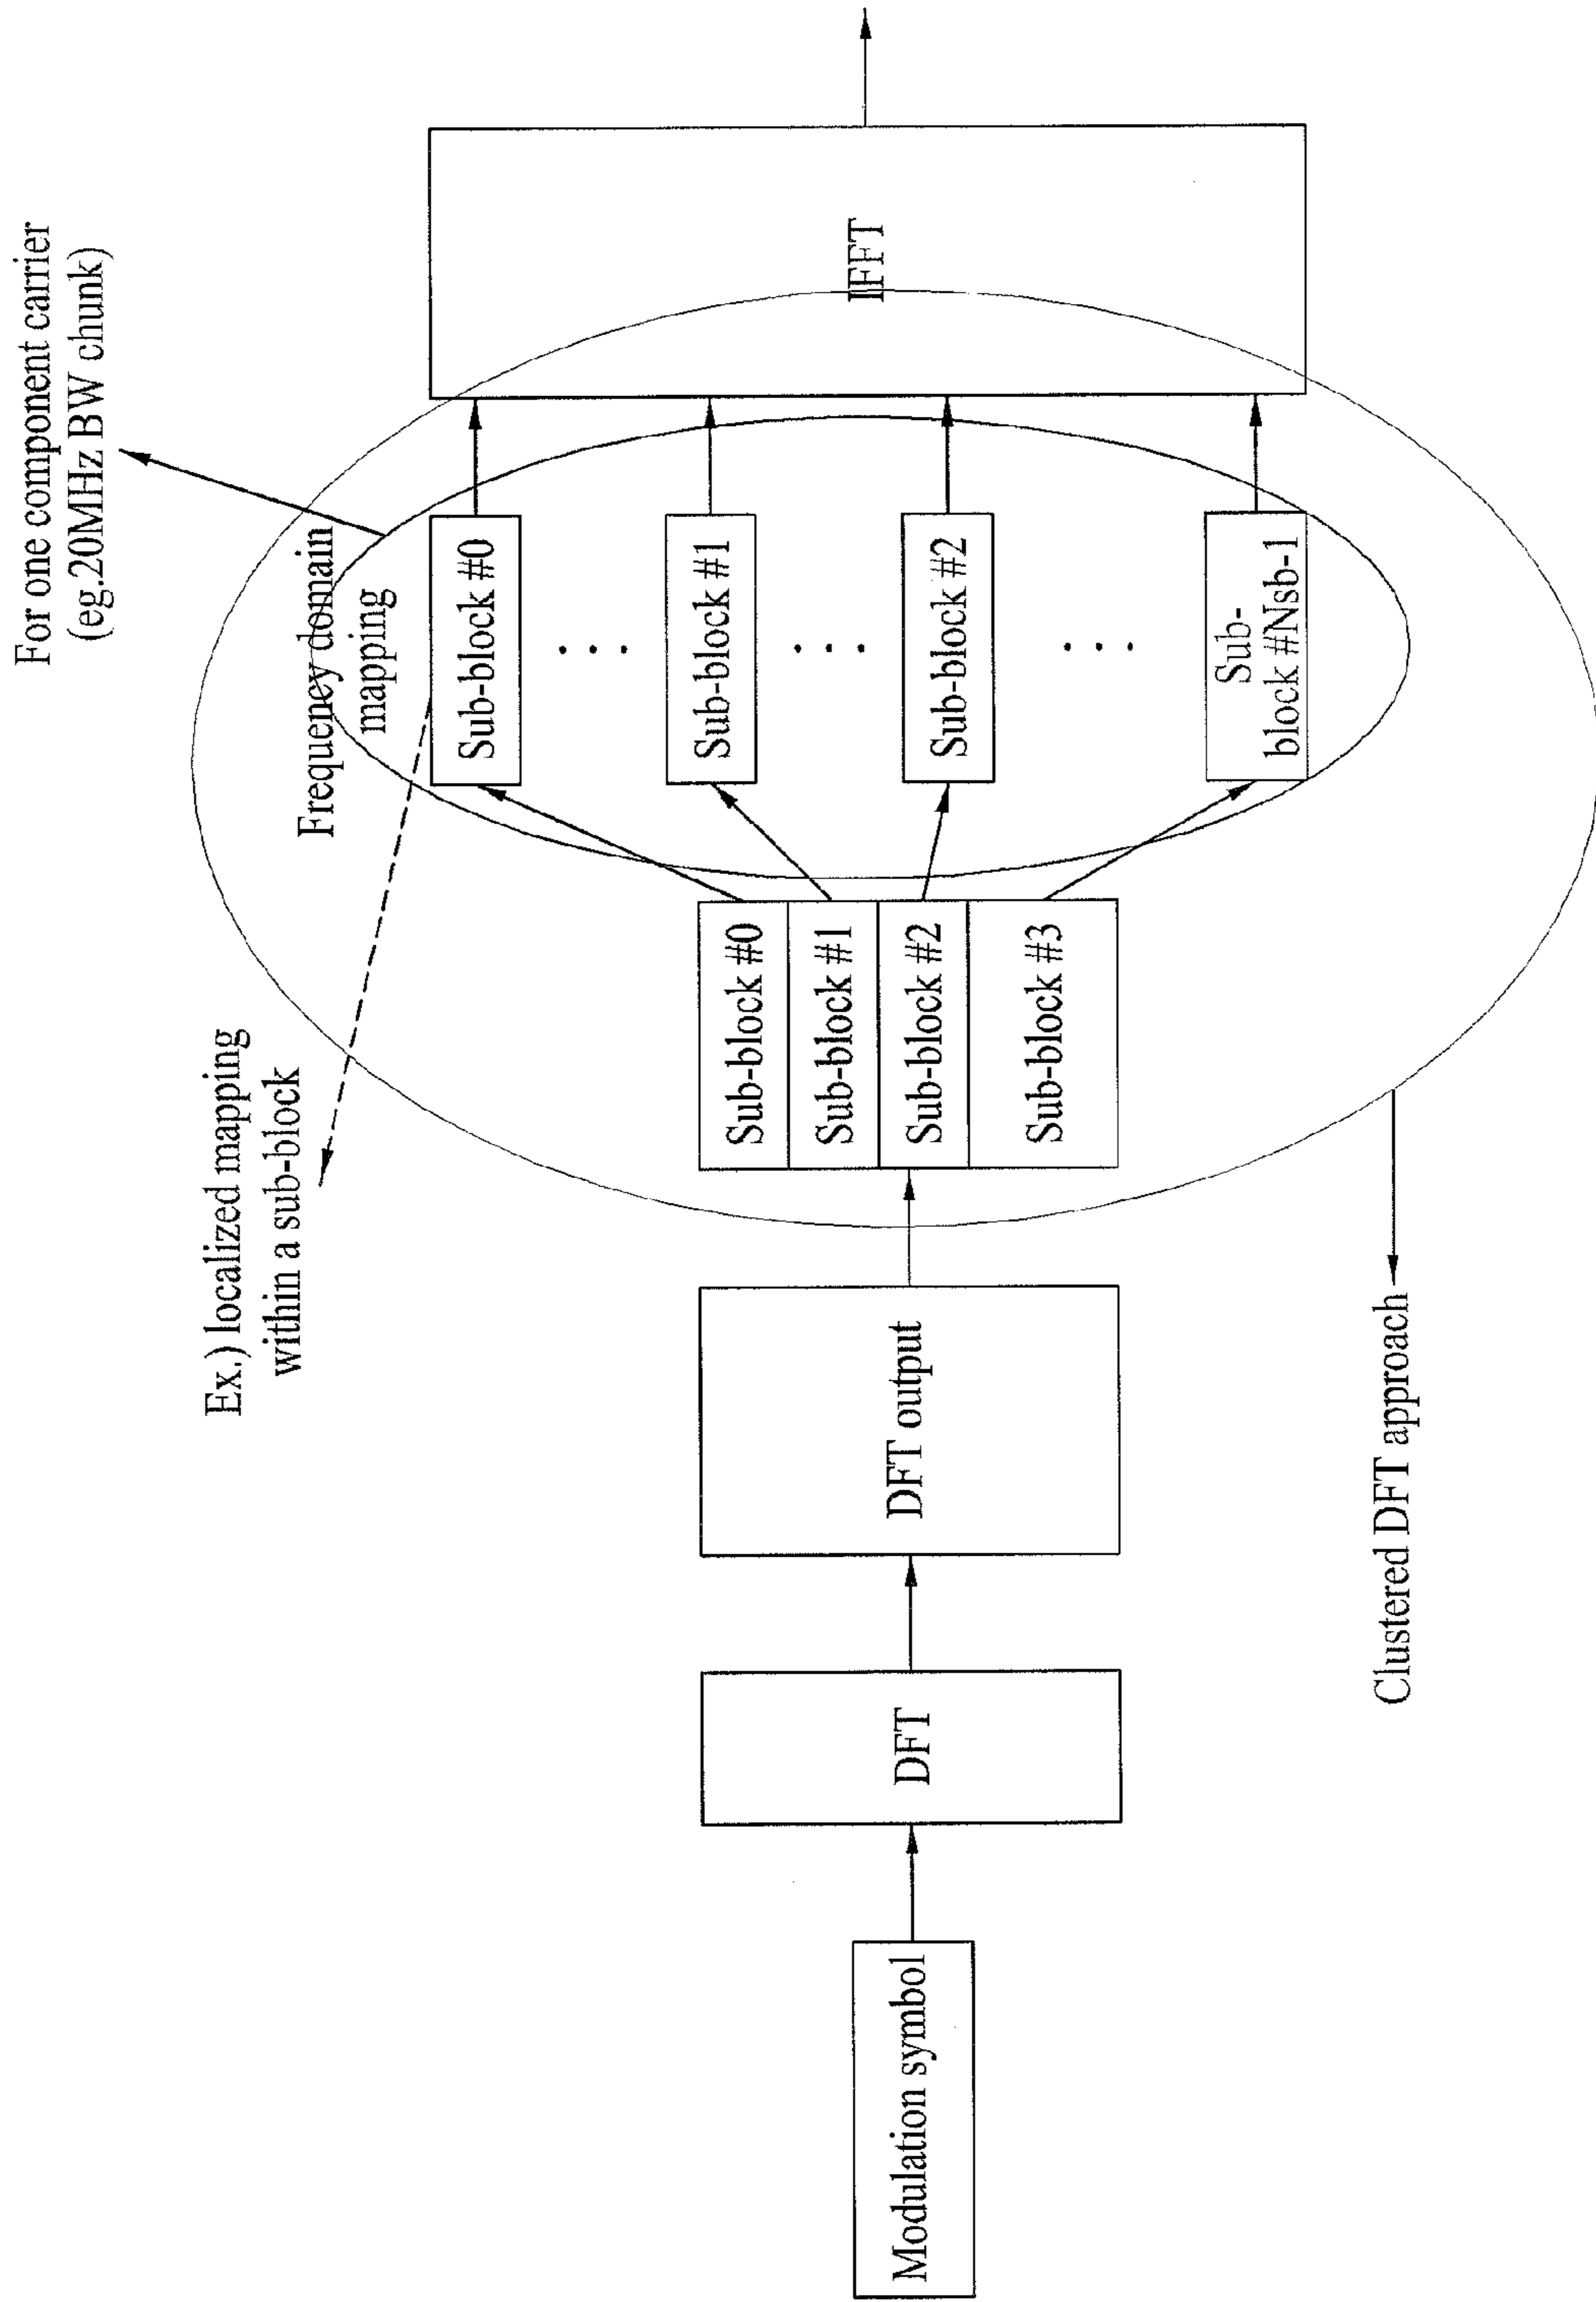 For one component carrier
(eg.20MHz BW chunk)
Ex.) localized mapping
within a sub-block
Frequency domain
mapping
Modulation symbol
DFT
DFT output
Sub-block #0
Sub-block #1
Sub-block #2
Sub-block #3
Sub-block #0
Sub-block #1
Sub-block #2
Sub-
block #Nsb-1
IFFT
Clustered DFT approach